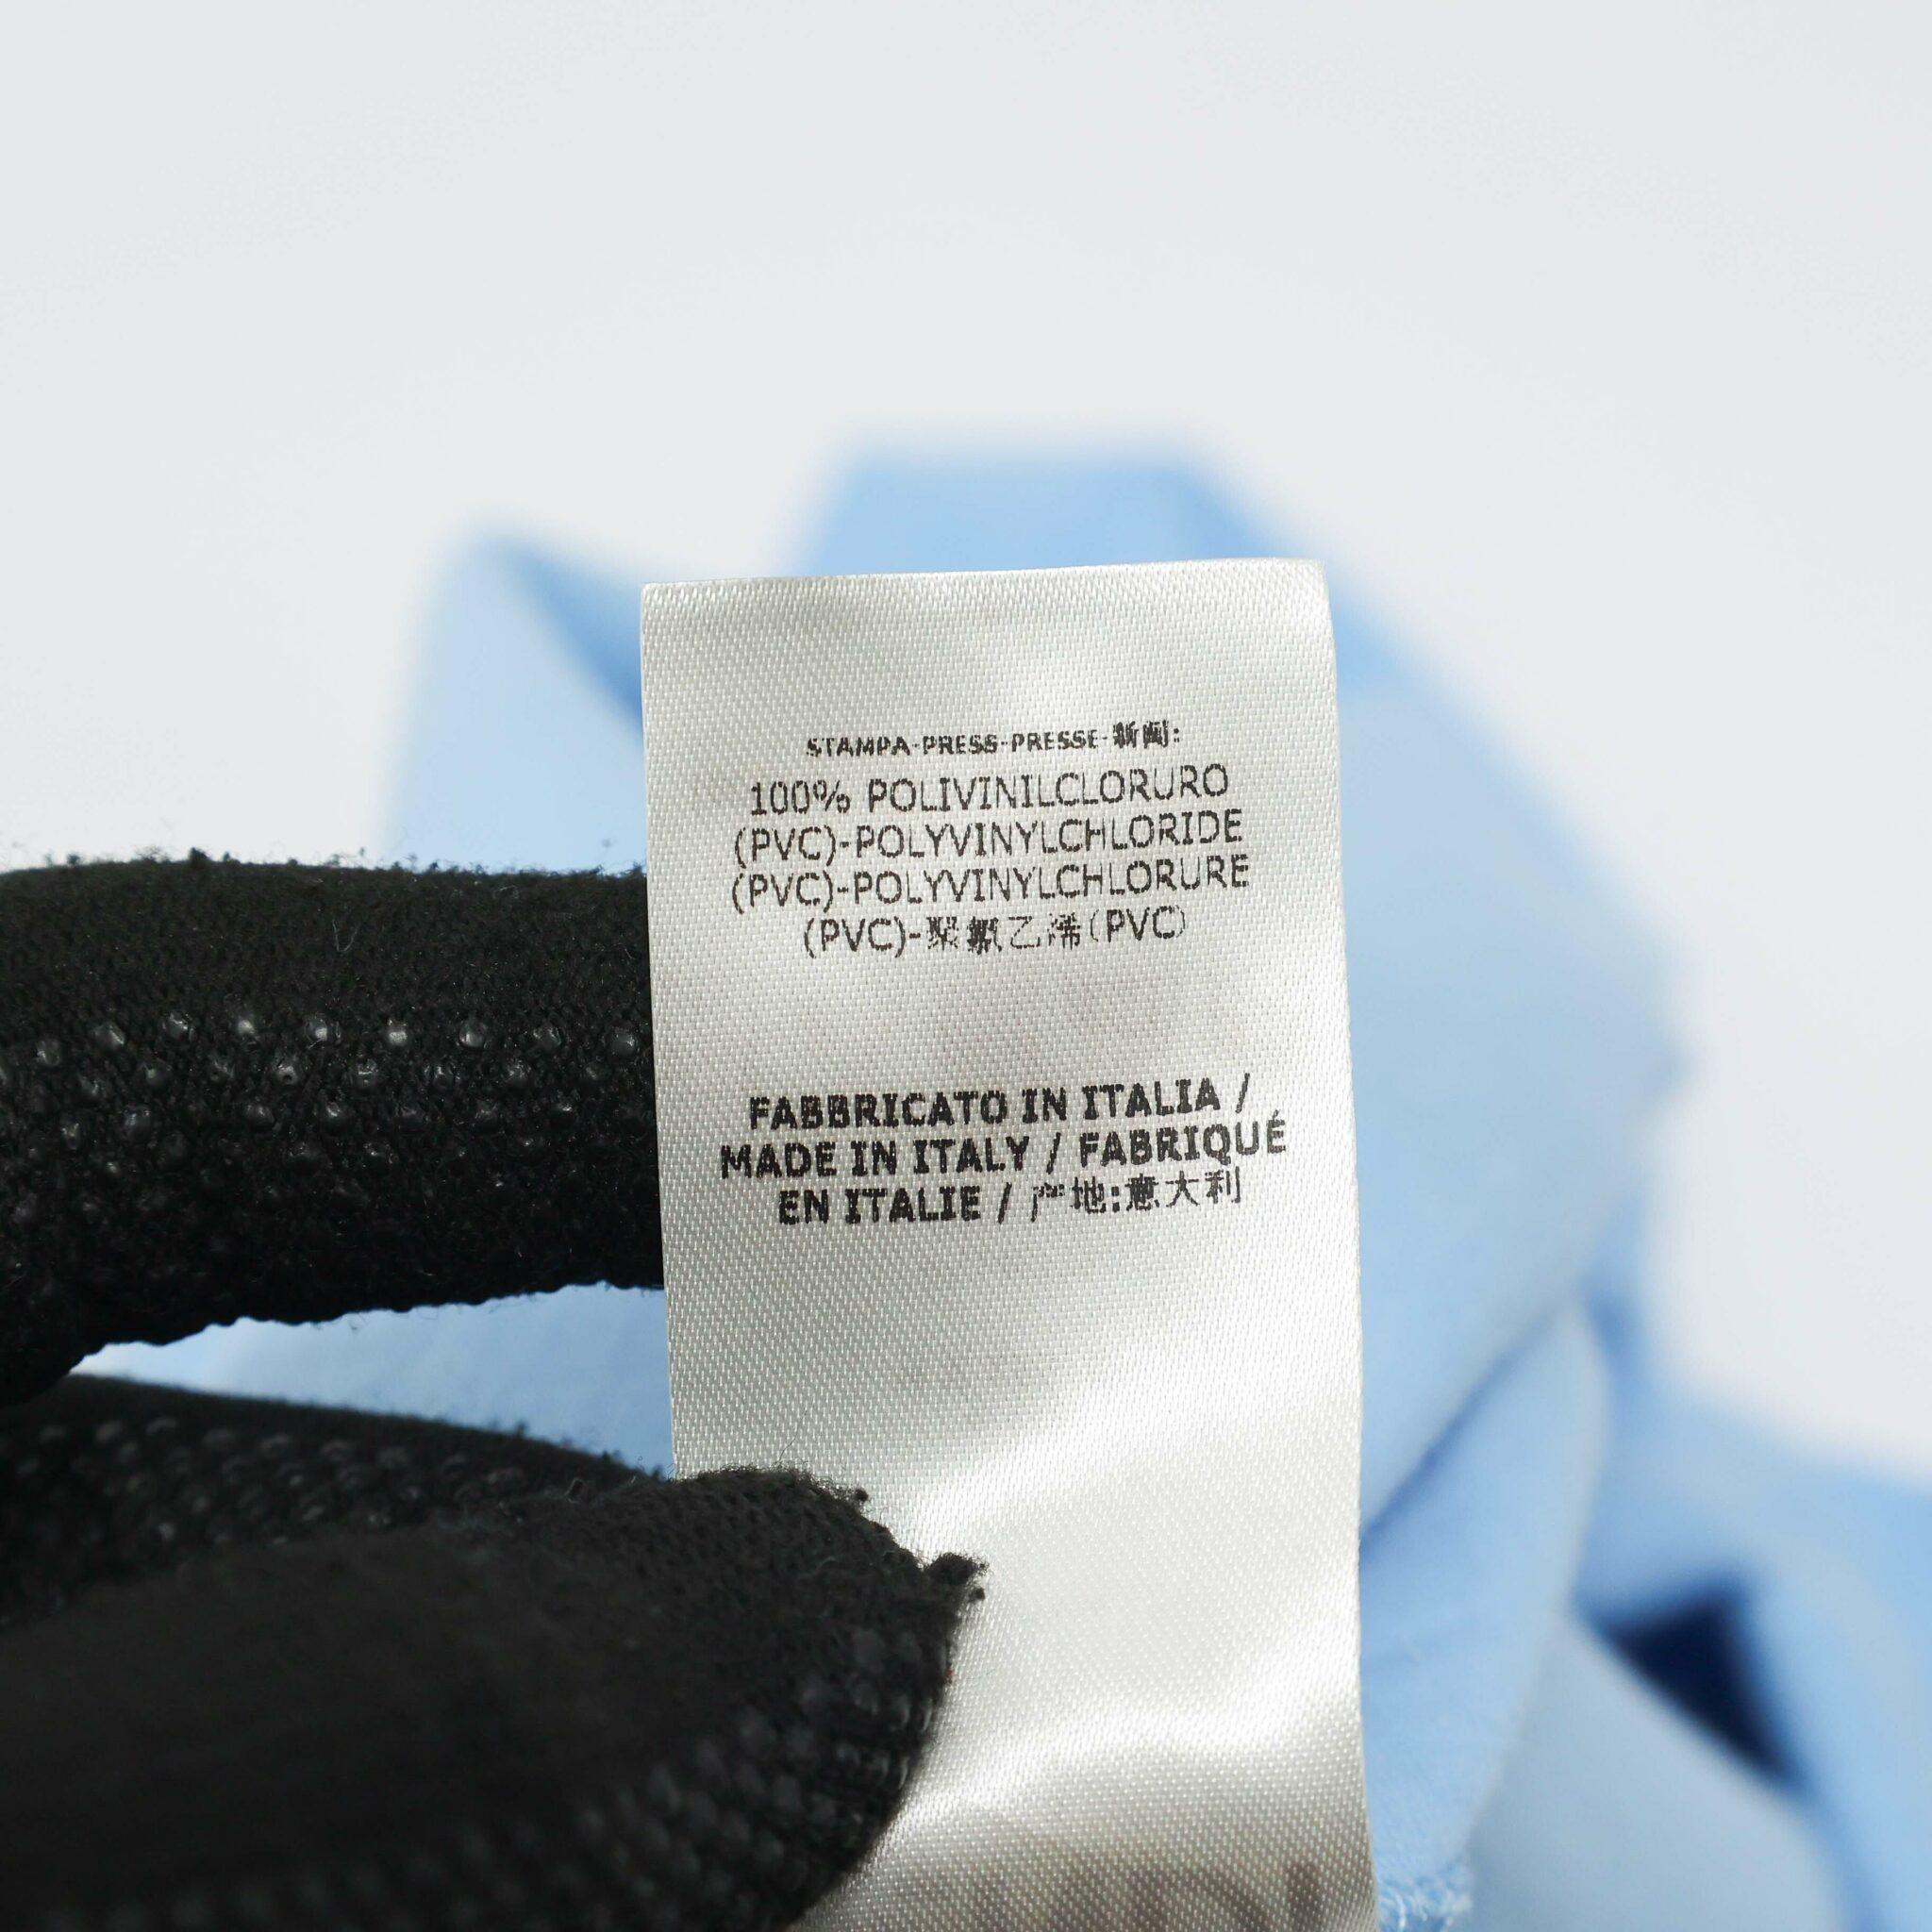 STAMPA-PRESS-PRESSE-新闻:
100% POLIVINILCLORURO
(PVC)-POLYVINYLCHLORIDE
(PVC)-POLYVINYLCHLORURE
(PVC)-聚氯乙烯(PVC)
FABBRICATO IN ITALIA /
MADE IN ITALY / FABRIQUÉ
EN ITALIE / 产地:意大利